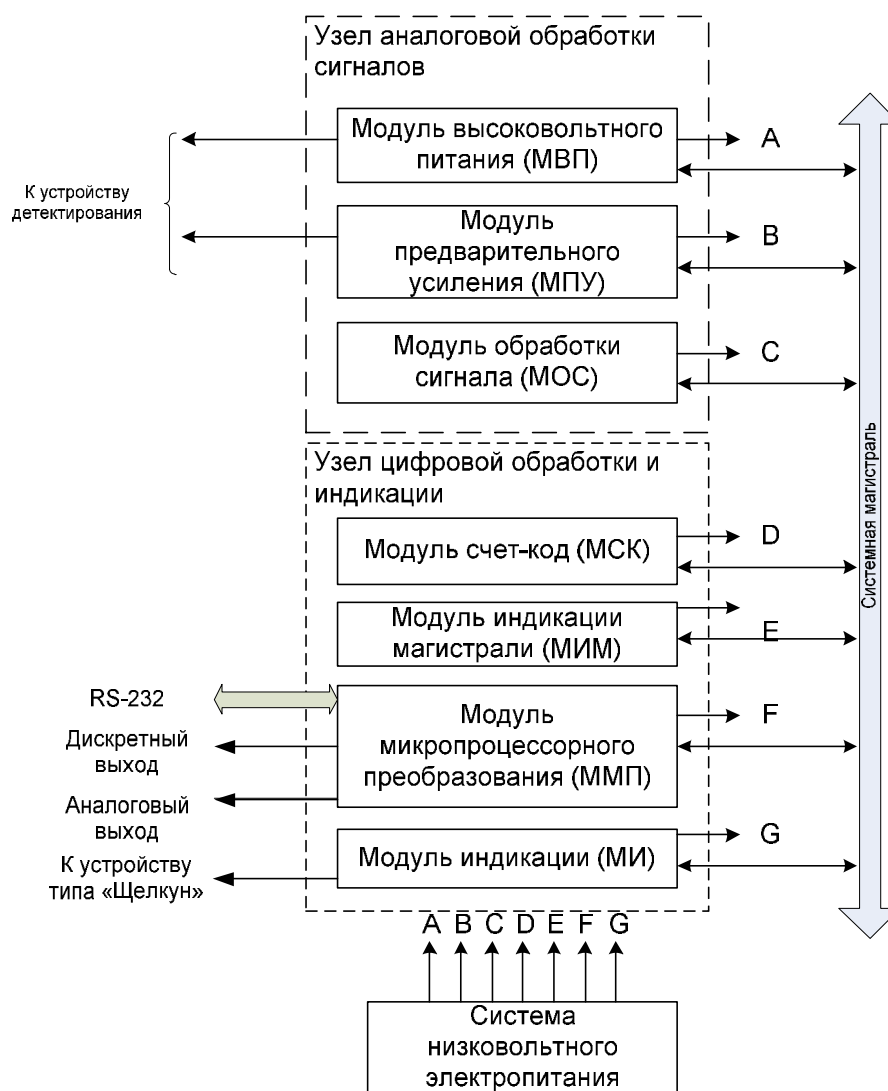 Узел аналоговой обработки
сигналов
Модуль высоковольтного
питания (МВП)
A
К устройству
детектирования
Модуль
предварительного
усиления (МПУ)
B
Модуль обработки
сигнала (МОС)
C
Системная магистраль
Узел цифровой обработки и
индикации
Модуль счет-код (МСК)
D
Модуль индикации
магистрали (МИМ)
E
RS-232
Дискретный
выход
Аналоговый
выход
Модуль
микропроцессорного
преобразования (ММП)
F
К устройству
типа «Щелкун»
Модуль индикации (МИ)
G
A B C D E F G
Система
низковольтного
электропитания